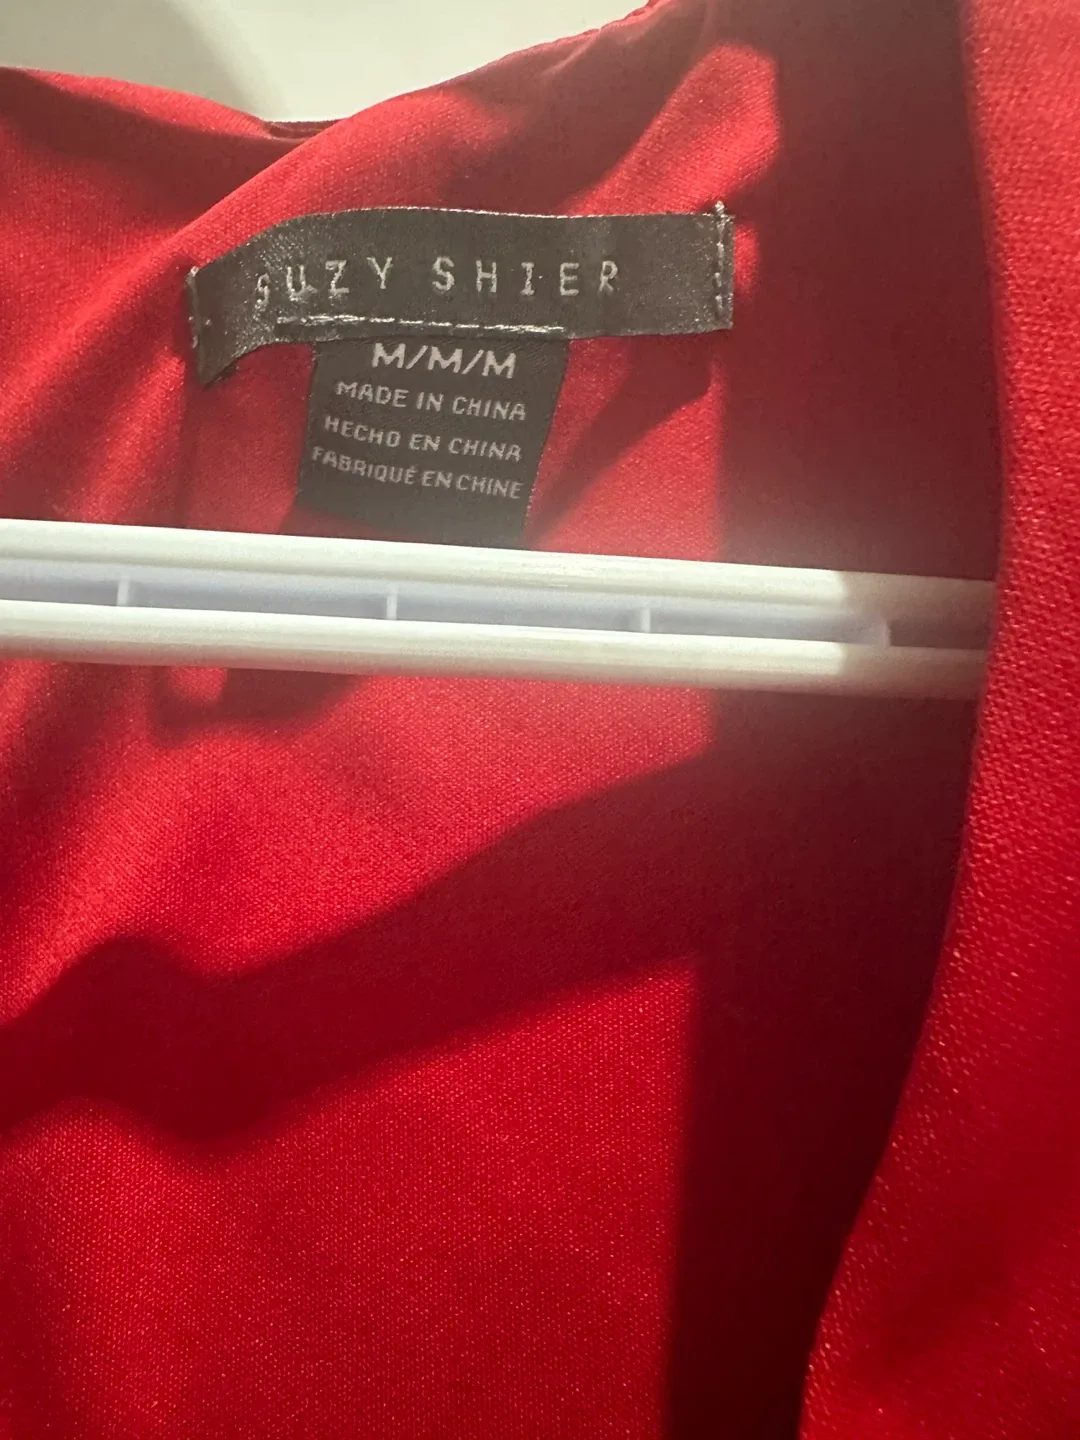 SUZY SHIER
M/M/M
MADE IN CHINA
HECHO EN CHINA
FABRIQUÉ EN CHINE